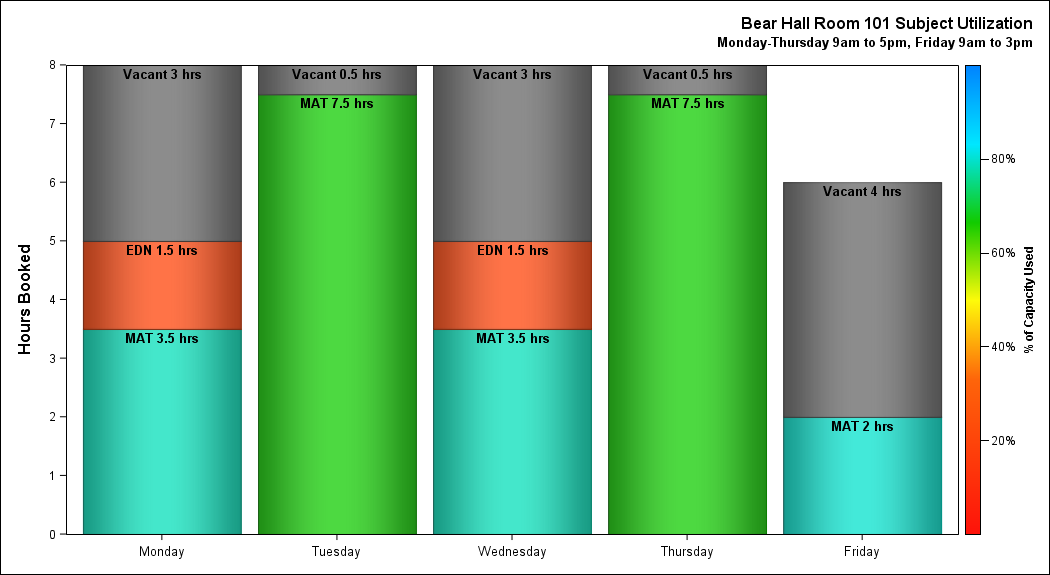 Bear Hall Room 101 Subject Utilization
Monday-Thursday 9am to 5pm, Friday 9am to 3pm
Hours Booked
8
7
6
5
4
3
2
1
0
Vacant 3 hrs
EDN 1.5 hrs
MAT 3.5 hrs
Vacant 0.5 hrs
MAT 7.5 hrs
Vacant 3 hrs
EDN 1.5 hrs
MAT 3.5 hrs
Vacant 0.5 hrs
MAT 7.5 hrs
Vacant 4 hrs
MAT 2 hrs
Monday
Tuesday
Wednesday
Thursday
Friday
80%
60%
40%
20%
% of Capacity Used